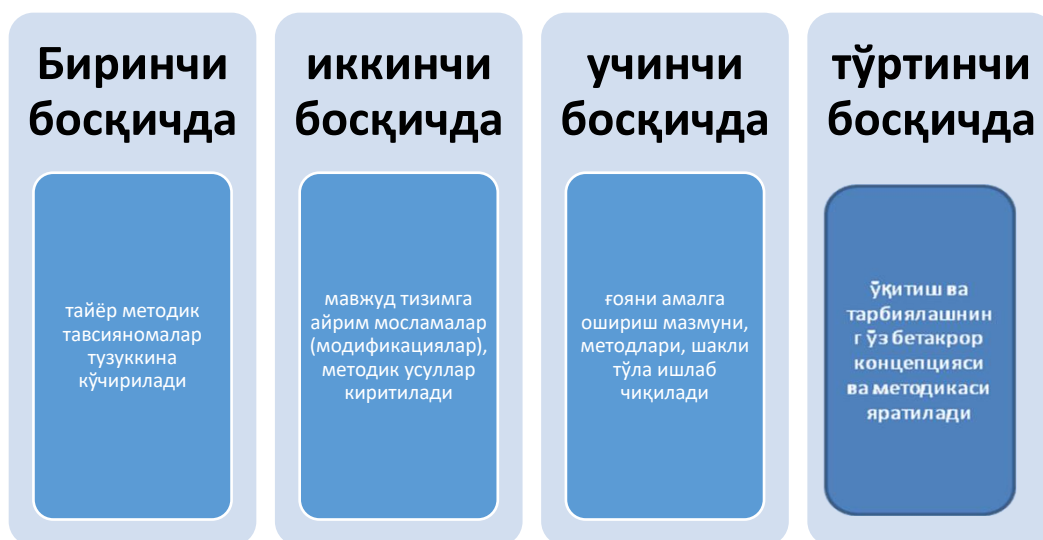 Биринчи
босқичда
тайёр методик
тавсияномалар
тузуккина
кўчирилади
иккинчи
босқичда
мавжуд тизимга
айрим мосламалар
(модификациялар),
методик усуллар
киритилади
учинчи
босқичда
ғояни амалга
ошириш мазмуни,
методлари, шакли
тўла ишлаб
чиқилади
тўртинчи
босқичда
ўқитиш ва
тарбиялашнин
г ўз бетакрор
концепцияси
ва методикаси
яратилади